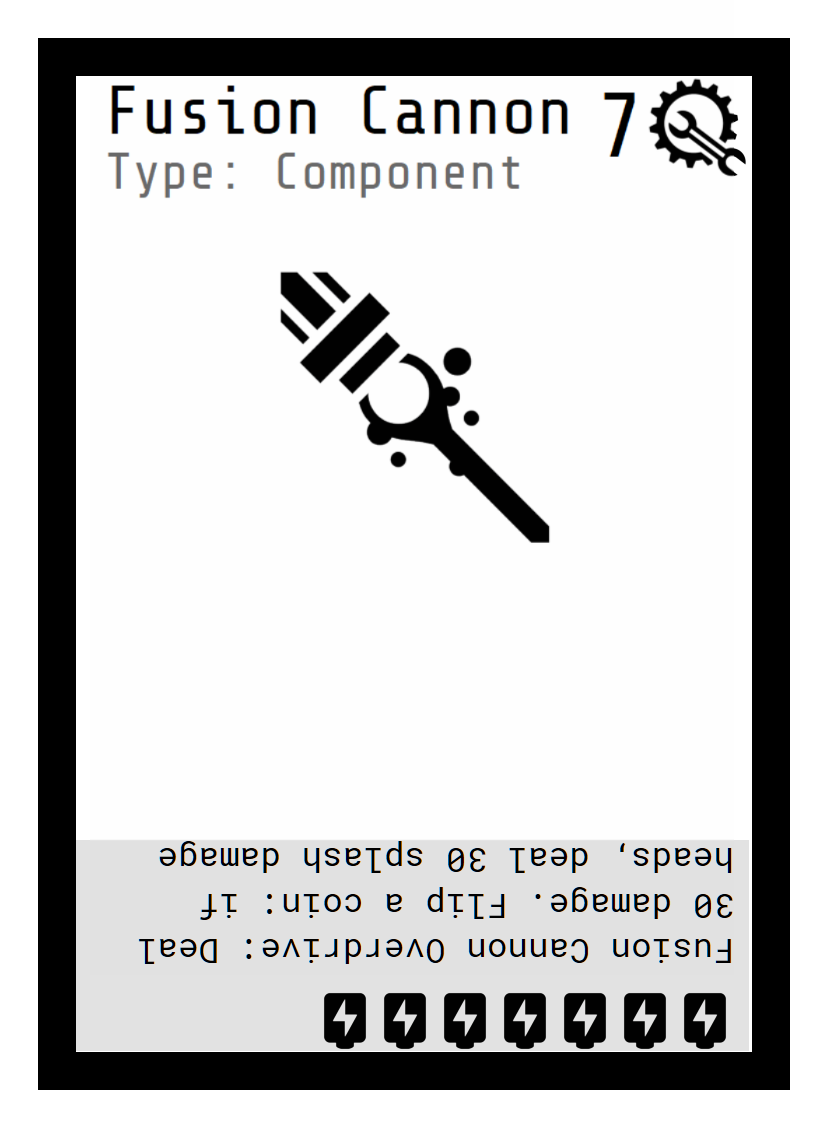 Fusion Cannon 7
Type: Component
Fusion Cannon Overdrive: Deal
30 damage. Flip a coin: if
heads, deal 30 splash damage